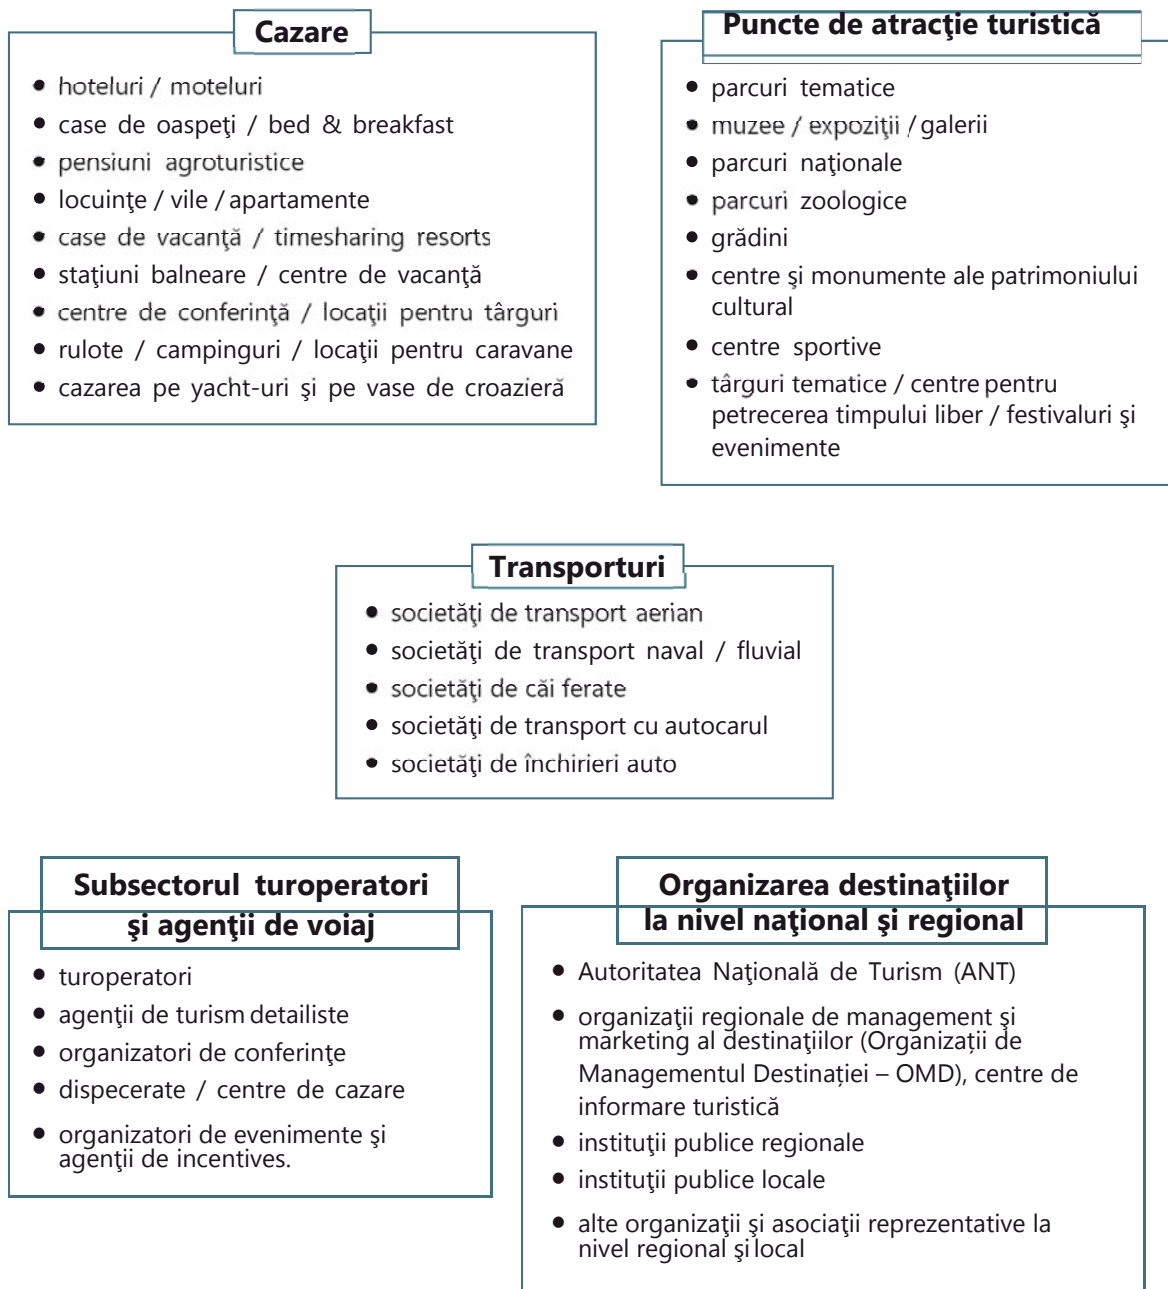 Cazare
• hoteluri / moteluri
• case de oaspeţi / bed & breakfast
• pensiuni agroturistice
• locuinţe / vile / apartamente
• case de vacanţă / timesharing resorts
• staţiuni balneare / centre de vacanţă
• centre de conferinţă / locaţii pentru târguri
• rulote / campinguri / locaţii pentru caravane
• cazarea pe yacht-uri şi pe vase de croazieră
Puncte de atracţie turistică
• parcuri tematice
• muzee / expoziţii / galerii
• parcuri naţionale
• parcuri zoologice
• grădini
• centre şi monumente ale patrimoniului
cultural
• centre sportive
• târguri tematice / centre pentru
petrecerea timpului liber / festivaluri şi
evenimente
Transporturi
• societăţi de transport aerian
• societăţi de transport naval / fluvial
• societăţi de căi ferate
• societăţi de transport cu autocarul
• societăţi de închirieri auto
Subsectorul turoperatori
şi agenţii de voiaj
• turoperatori
• agenţii de turism detailiste
• organizatori de conferinţe
• dispecerate / centre de cazare
• organizatori de evenimente şi
agenţii de incentives.
Organizarea destinaţiilor
la nivel naţional şi regional
• Autoritatea Naţională de Turism (ANT)
• organizaţii regionale de management şi
marketing al destinaţiilor (Organizații de
Managementul Destinației – OMD), centre de
informare turistică
• instituţii publice regionale
• instituţii publice locale
• alte organizaţii şi asociaţii reprezentative la
nivel regional şi local